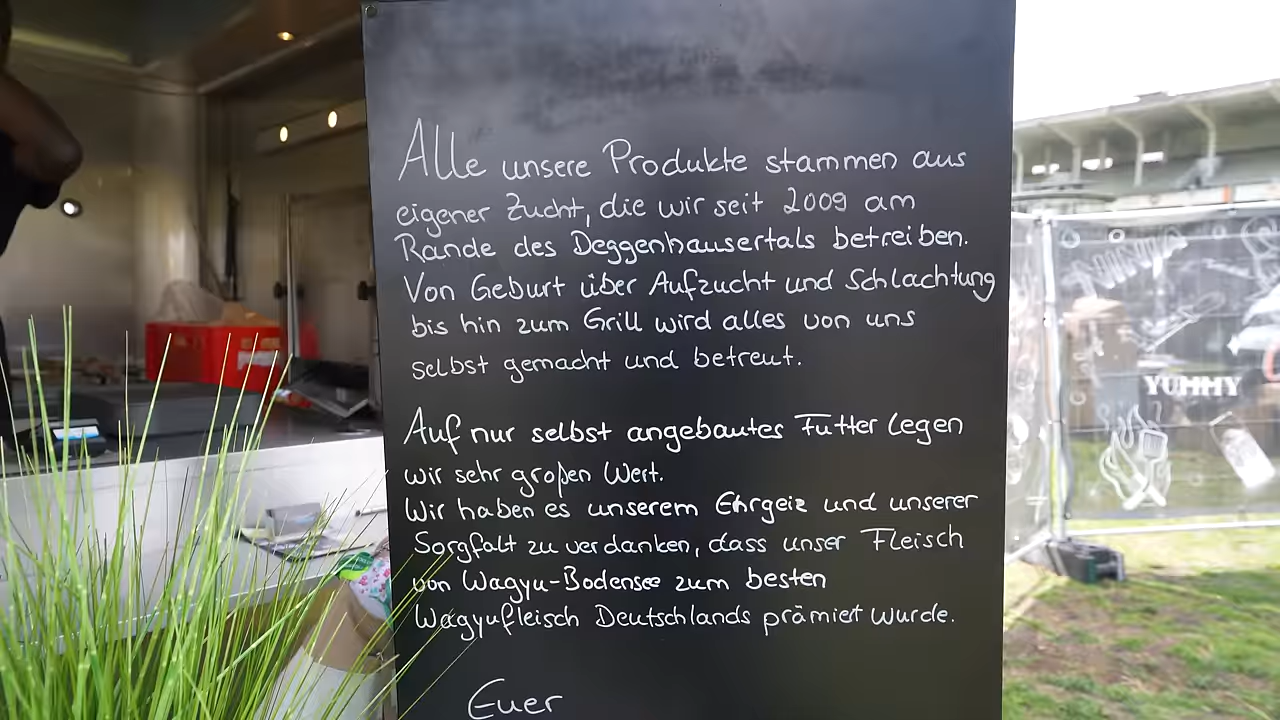 Alle unsere Produkte stammen aus
eigener Zucht, die wir seit 2009 am
Rande des Deggenhausertals betreiben.
Von Geburt über Aufzucht und Schlachtung
bis hin zum Grill wird alles von uns
selbst gemacht und betreut.
Auf nur selbst angebautes Futter legen
wir sehr großen Wert.
Wir haben es unserem Ehrgeiz und unserer
Sorgfalt zu verdanken, dass unser Fleisch
von Wagyu-Bodensee zum besten
Wagyufleisch Deutschlands prämiert wurde.
Euer
YUMMY